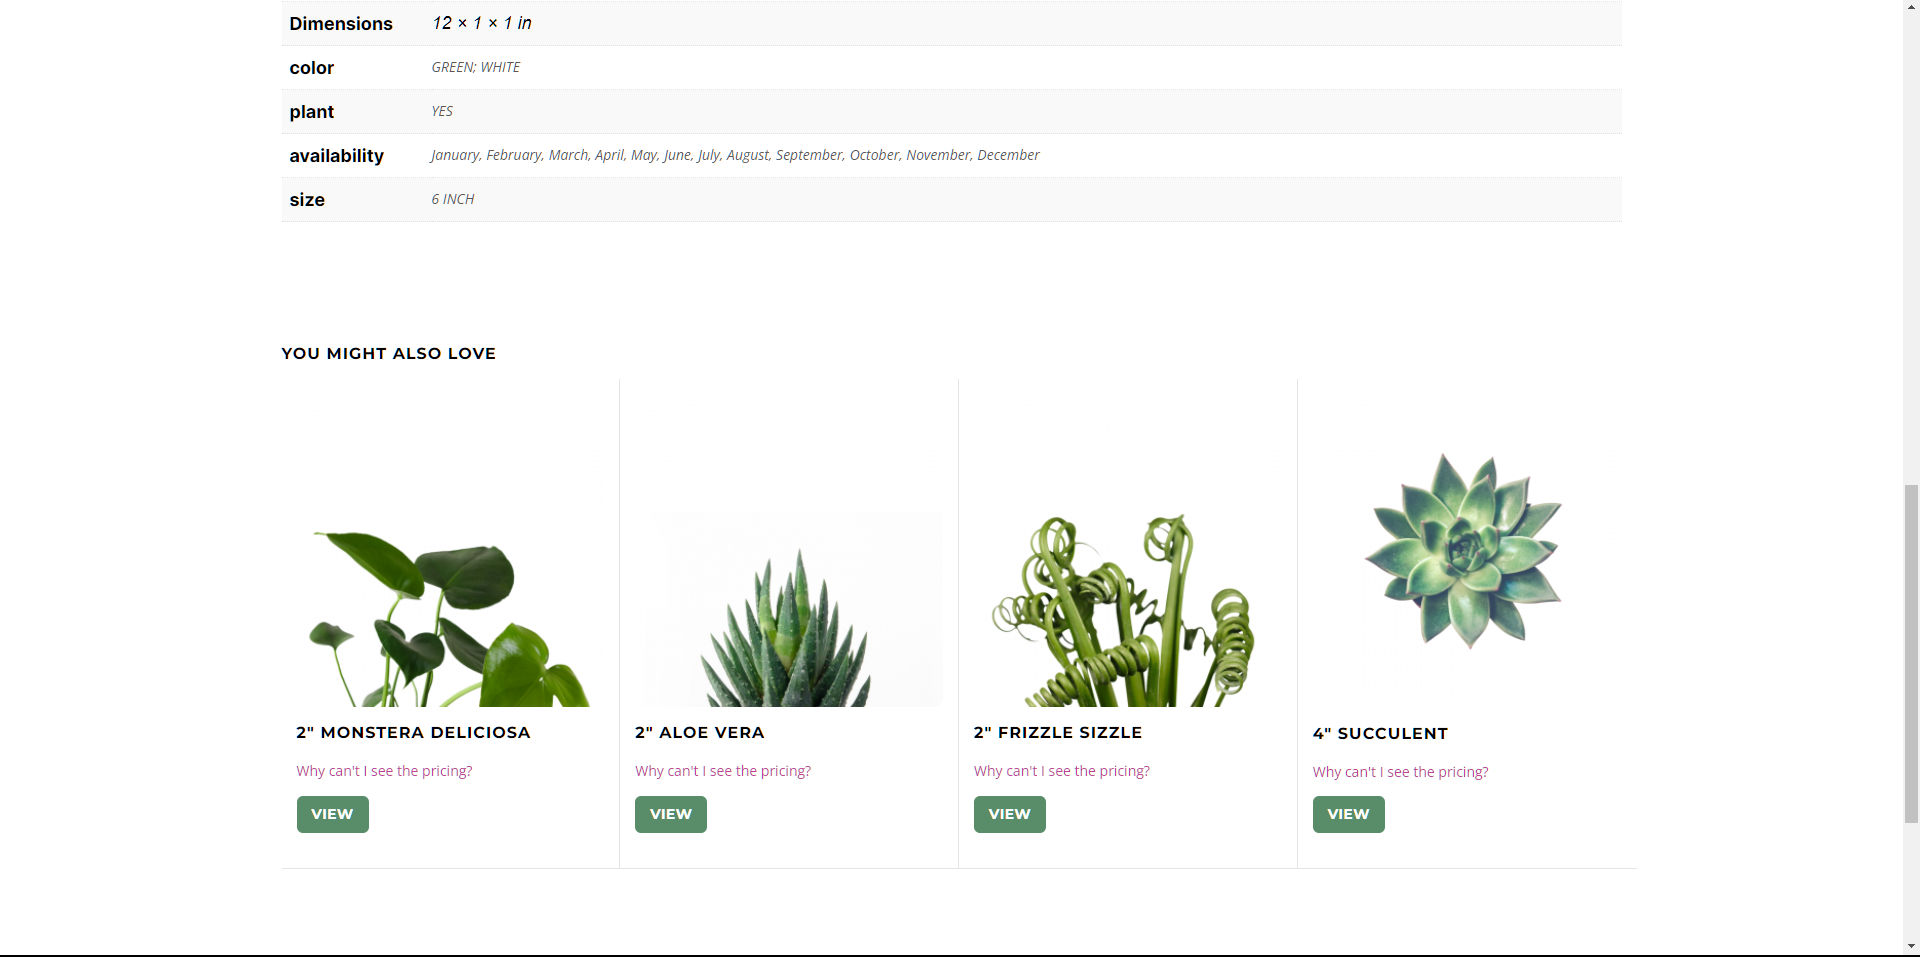 Dimensions 12 × 1 × 1 in
color GREEN; WHITE
plant YES
availability January, February, March, April, May, June, July, August, September, October, November, December
size 6 INCH
YOU MIGHT ALSO LOVE
2" MONSTERA DELICIOSA
Why can't I see the pricing?
VIEW
2" ALOE VERA
Why can't I see the pricing?
VIEW
2" FRIZZLE SIZZLE
Why can't I see the pricing?
VIEW
4" SUCCULENT
Why can't I see the pricing?
VIEW